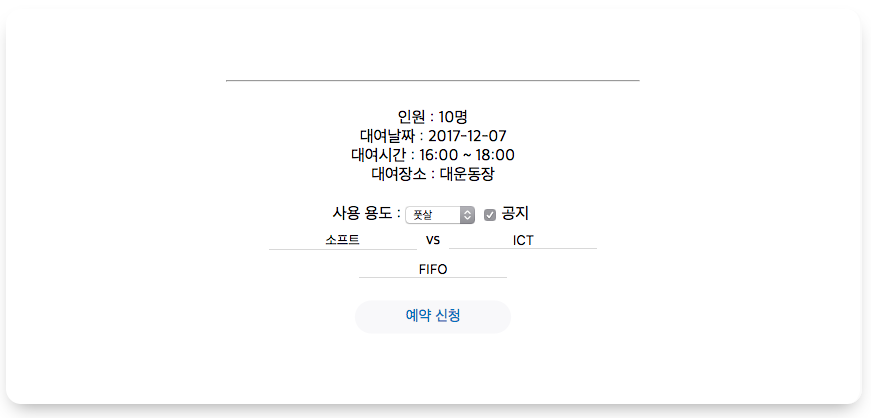 인원 : 10명
대여날짜 : 2017-12-07
대여시간 : 16:00 ~ 18:00
대여장소 : 대운동장
사용 용도 : 풋살 공지
소프트 vs ICT
FIFO
예약 신청